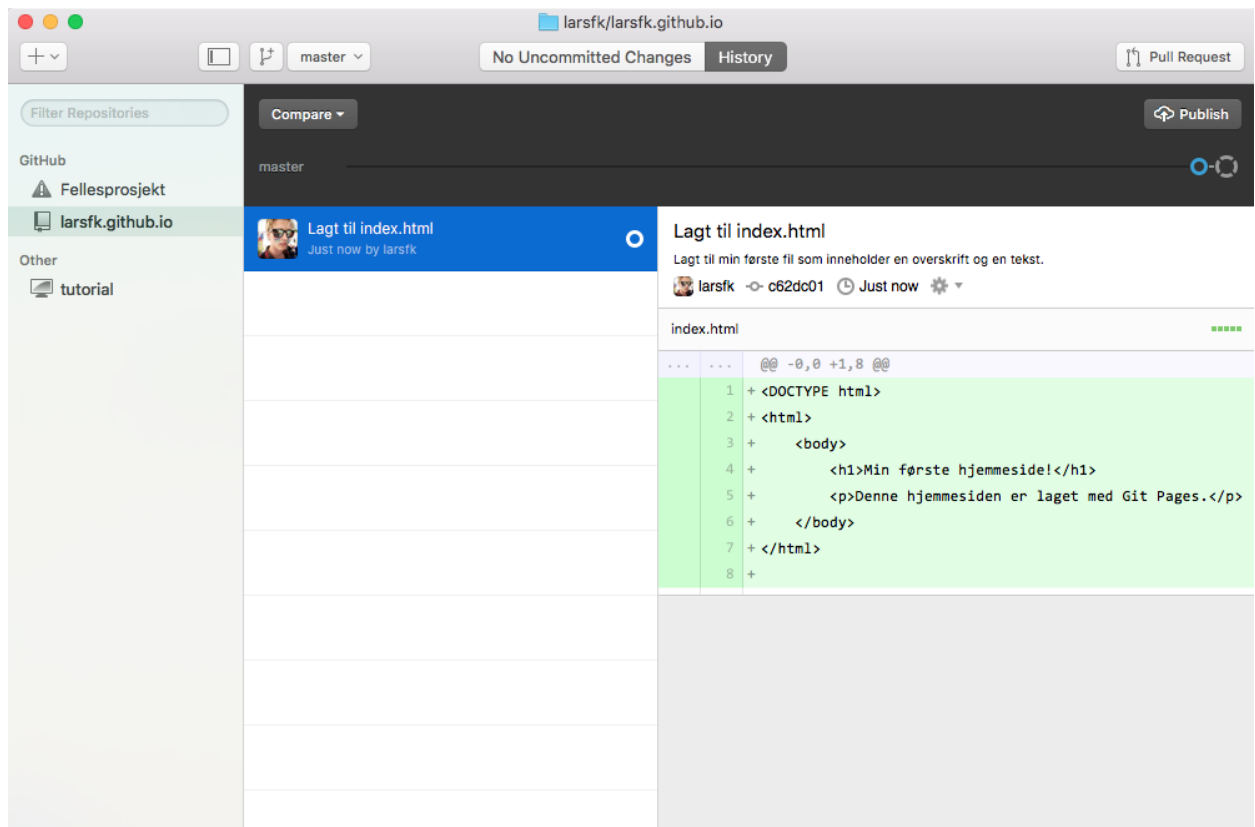 larsfk/larsfk.github.io
master
No Uncommitted Changes
History
Pull Request
Filter Repositories
GitHub
Fellesprosjekt
larsfk.github.io
Other
tutorial
Compare
Publish
master
Lagt til index.html
Just now by larsfk
Lagt til index.html
Lagt til min første fil som inneholder en overskrift og en tekst.
larsfk c62dc01 Just now
index.html
... ... @@ -0,0 +1,8 @@
1 + <DOCTYPE html>
2 + <html>
3 +     <body>
4 +         <h1>Min første hjemmeside!</h1>
5 +         <p>Denne hjemmesiden er laget med Git Pages.</p>
6 +     </body>
7 + </html>
8 +